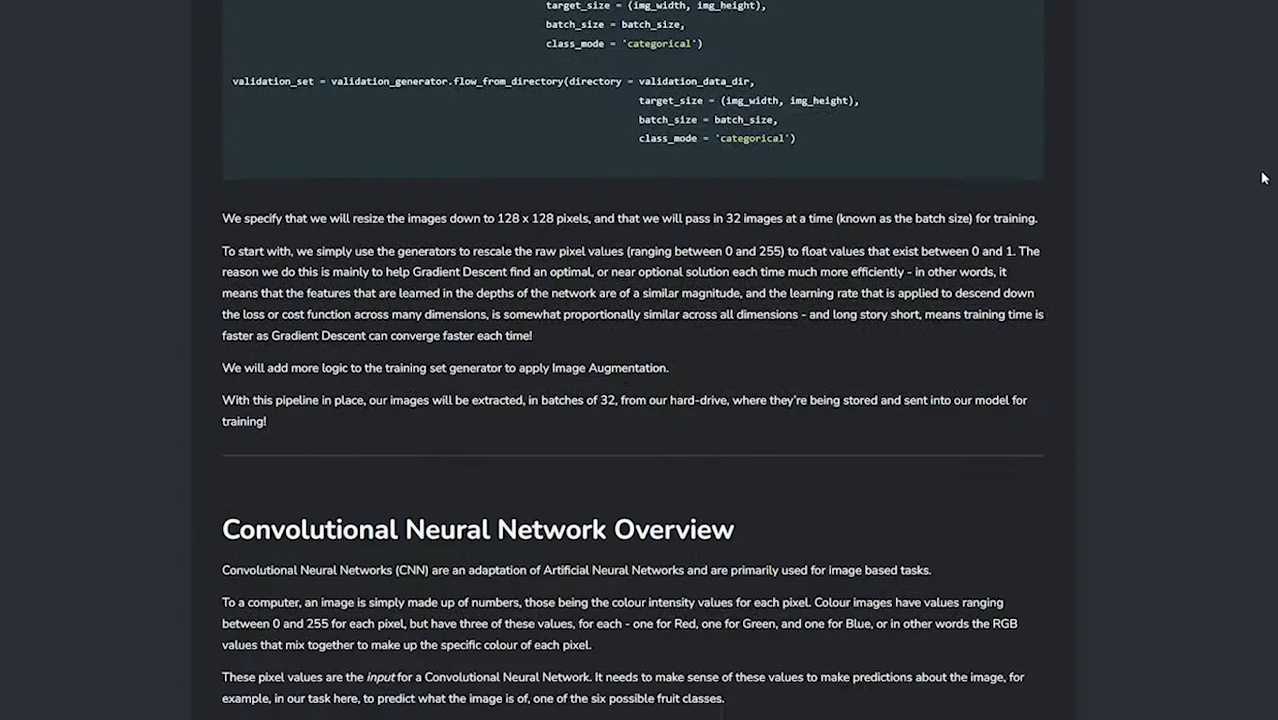 target_size = (img_width, img_height),
batch_size = batch_size,
class_mode = 'categorical')
validation_set = validation_generator.flow_from_directory(directory = validation_data_dir,
target_size = (img_width, img_height),
batch_size = batch_size,
class_mode = 'categorical')
We specify that we will resize the images down to 128 x 128 pixels, and that we will pass in 32 images at a time (known as the batch size) for training.
To start with, we simply use the generators to rescale the raw pixel values (ranging between 0 and 255) to float values that exist between 0 and 1. The
reason we do this is mainly to help Gradient Descent find an optimal, or near optional solution each time much more efficiently - in other words, it
means that the features that are learned in the depths of the network are of a similar magnitude, and the learning rate that is applied to descend down
the loss or cost function across many dimensions, is somewhat proportionally similar across all dimensions - and long story short, means training time is
faster as Gradient Descent can converge faster each time!
We will add more logic to the training set generator to apply Image Augmentation.
With this pipeline in place, our images will be extracted, in batches of 32, from our hard-drive, where they're being stored and sent into our model for
training!
Convolutional Neural Network Overview
Convolutional Neural Networks (CNN) are an adaptation of Artificial Neural Networks and are primarily used for image based tasks.
To a computer, an image is simply made up of numbers, those being the colour intensity values for each pixel. Colour images have values ranging
between 0 and 255 for each pixel, but have three of these values, for each - one for Red, one for Green, and one for Blue, or in other words the RGB
values that mix together to make up the specific colour of each pixel.
These pixel values are the input for a Convolutional Neural Network. It needs to make sense of these values to make predictions about the image, for
example, in our task here, to predict what the image is of, one of the six possible fruit classes.